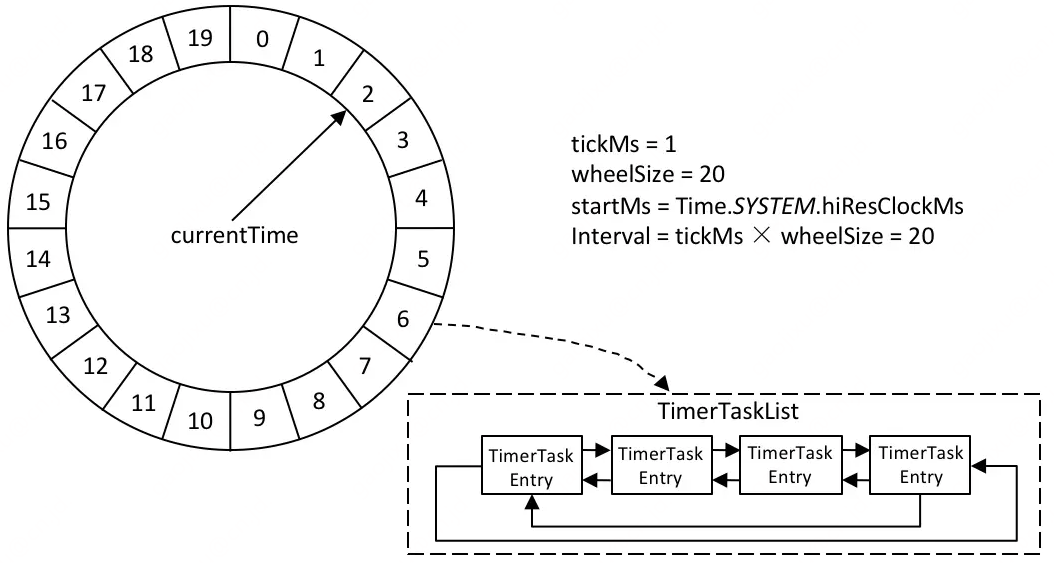 0
1
2
3
4
5
6
7
8
9
10
11
12
13
14
15
16
17
18
19
currentTime
tickMs = 1
wheelSize = 20
startMs = Time.SYSTEM.hiResClockMs
Interval = tickMs × wheelSize = 20
TimerTaskList
TimerTask
Entry
TimerTask
Entry
TimerTask
Entry
TimerTask
Entry